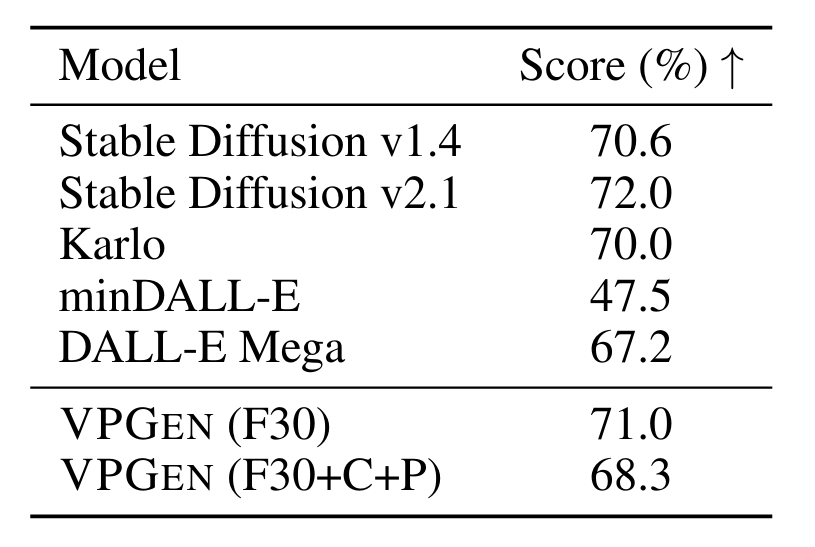 Model Score (%) ↑
Stable Diffusion v1.4 70.6
Stable Diffusion v2.1 72.0
Karlo 70.0
minDALL-E 47.5
DALL-E Mega 67.2
VPGEN (F30) 71.0
VPGEN (F30+C+P) 68.3